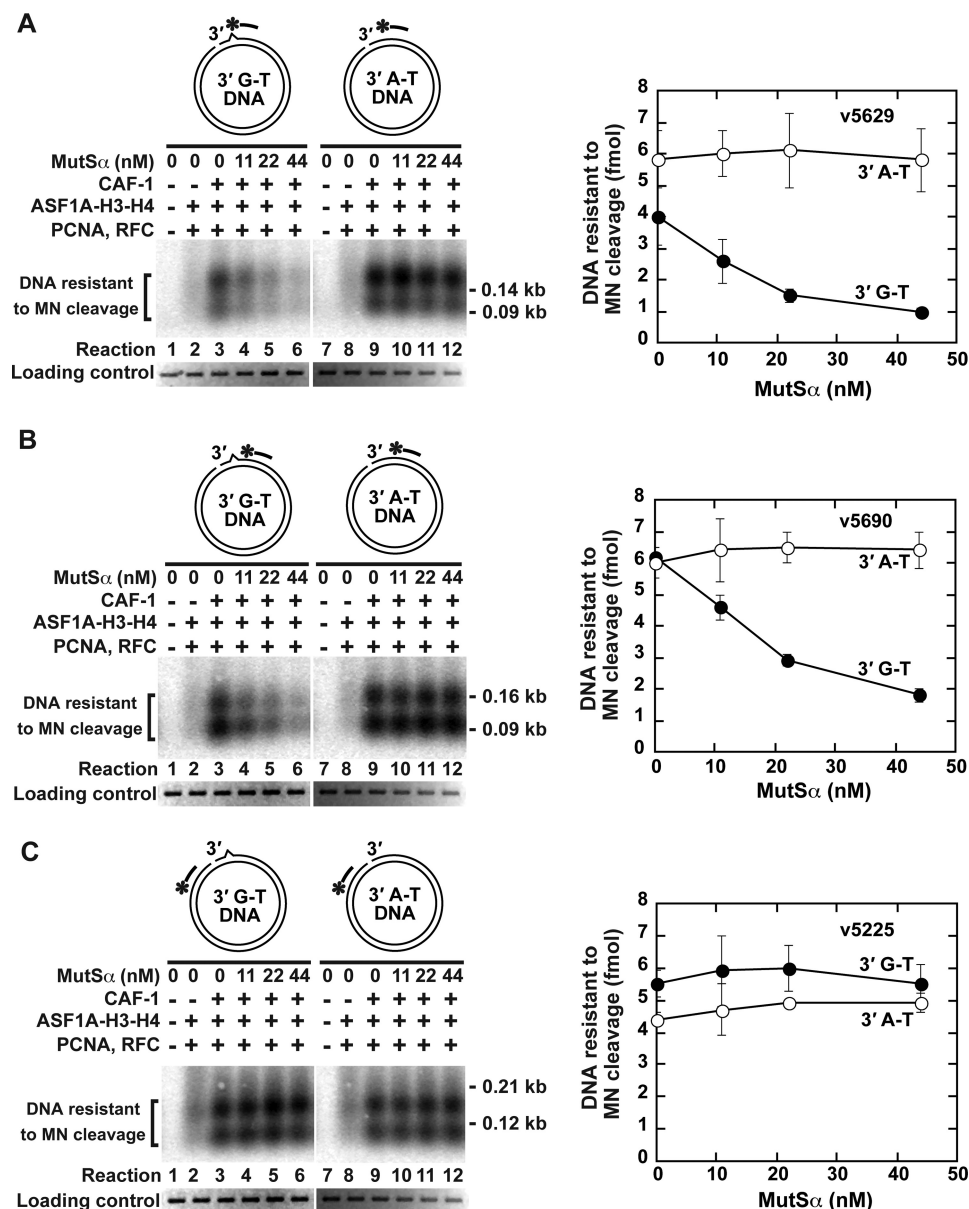 A
3′ *
3′ G-T
DNA
3′ *
3′ A-T
DNA
MutSα (nM) 0 0 0 11 22 44 0 0 0 11 22 44
CAF-1 - - + + + + - - + + + +
ASF1A-H3-H4 - + + + + + - + + + + +
PCNA, RFC - + + + + + - + + + + +
DNA resistant
to MN cleavage
- 0.14 kb
- 0.09 kb
Reaction 1 2 3 4 5 6 7 8 9 10 11 12
Loading control
DNA resistant to
MN cleavage (fmol)
8
7
6
5
4
3
2
1
0
v5629
3′ A-T
3′ G-T
0 10 20 30 40 50
MutSα (nM)
B
3′ *
3′ G-T
DNA
3′ *
3′ A-T
DNA
MutSα (nM) 0 0 0 11 22 44 0 0 0 11 22 44
CAF-1 - - + + + + - - + + + +
ASF1A-H3-H4 - + + + + + - + + + + +
PCNA, RFC - + + + + + - + + + + +
DNA resistant
to MN cleavage
- 0.16 kb
- 0.09 kb
Reaction 1 2 3 4 5 6 7 8 9 10 11 12
Loading control
DNA resistant to
MN cleavage (fmol)
8
7
6
5
4
3
2
1
0
v5690
3′ A-T
3′ G-T
0 10 20 30 40 50
MutSα (nM)
C
* 3′
3′ G-T
DNA
* 3′
3′ A-T
DNA
MutSα (nM) 0 0 0 11 22 44 0 0 0 11 22 44
CAF-1 - - + + + + - - + + + +
ASF1A-H3-H4 - + + + + + - + + + + +
PCNA, RFC - + + + + + - + + + + +
DNA resistant
to MN cleavage
- 0.21 kb
- 0.12 kb
Reaction 1 2 3 4 5 6 7 8 9 10 11 12
Loading control
DNA resistant to
MN cleavage (fmol)
8
7
6
5
4
3
2
1
0
v5225
3′ G-T
3′ A-T
0 10 20 30 40 50
MutSα (nM)